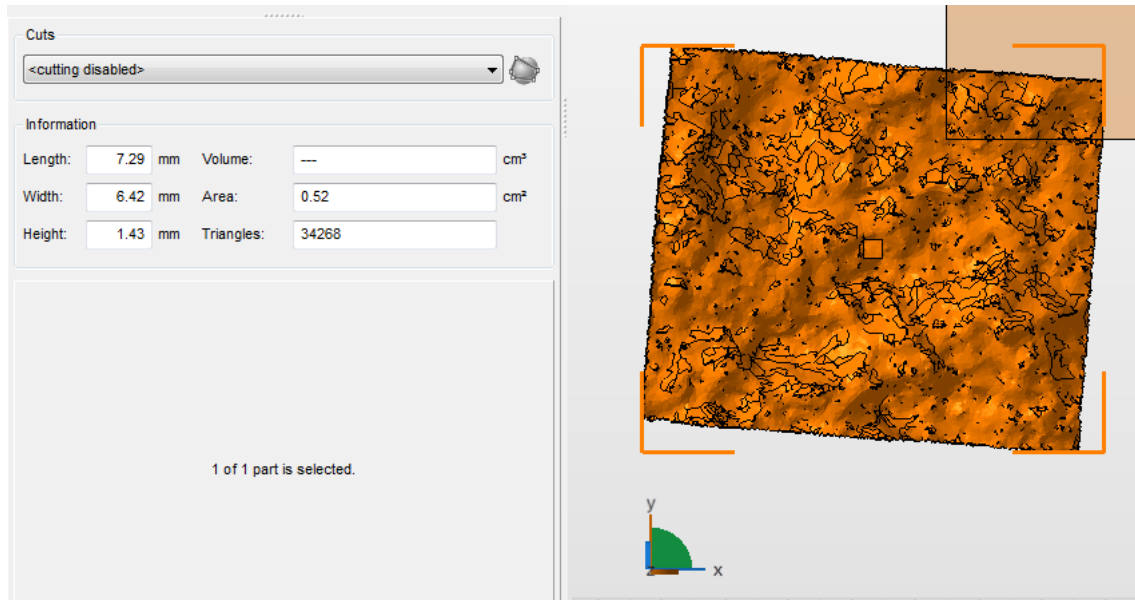 Cuts
<cutting disabled>
Information
Length: 7.29 mm Volume: --- cm³
Width: 6.42 mm Area: 0.52 cm²
Height: 1.43 mm Triangles: 34268
1 of 1 part is selected.
y
z x